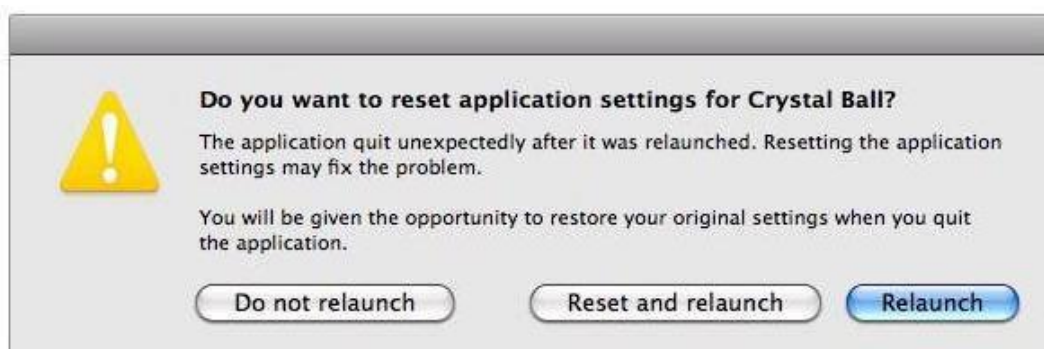 Do you want to reset application settings for Crystal Ball?
The application quit unexpectedly after it was relaunched. Resetting the application
settings may fix the problem.
You will be given the opportunity to restore your original settings when you quit
the application.
Do not relaunch Reset and relaunch Relaunch